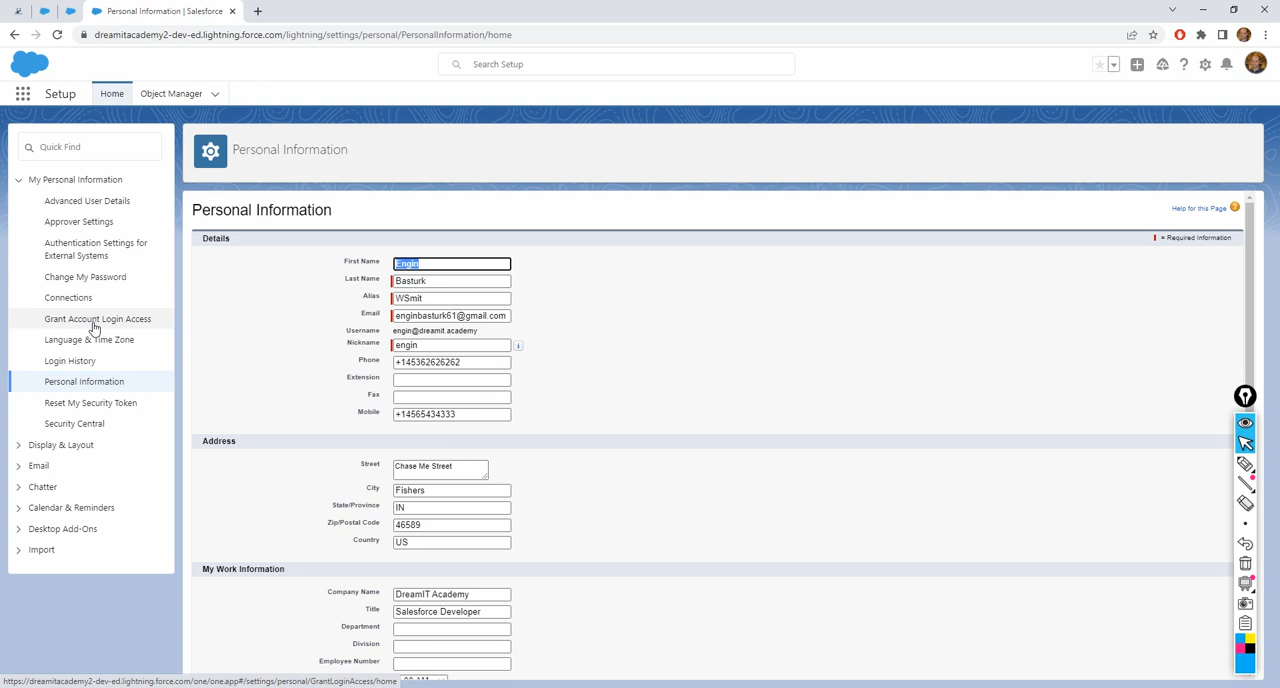 Personal Information | Salesforce
dreamitacademy2-dev-ed.lightning.force.com/lightning/settings/personal/PersonalInformation/home
Search Setup
Setup
Home
Object Manager
Quick Find
My Personal Information
Advanced User Details
Approver Settings
Authentication Settings for
External Systems
Change My Password
Connections
Grant Account Login Access
Language & Time Zone
Login History
Personal Information
Reset My Security Token
Security Central
Display & Layout
Email
Chatter
Calendar & Reminders
Desktop Add-Ons
Import
Personal Information
Personal Information
Help for this Page
Details
= Required Information
First Name Engin
Last Name Basturk
Alias WSmit
Email enginbasturk61@gmail.com
Username engin@dreamit.academy
Nickname engin
Phone +145362626262
Extension
Fax
Mobile +14565434333
Address
Street Chase Me Street
City Fishers
State/Province IN
Zip/Postal Code 46589
Country US
My Work Information
Company Name DreamIT Academy
Title Salesforce Developer
Department
Division
Employee Number
https://dreamitacademy2-dev-ed.lightning.force.com/one/one.app#/settings/personal/GrantLoginAccess/home